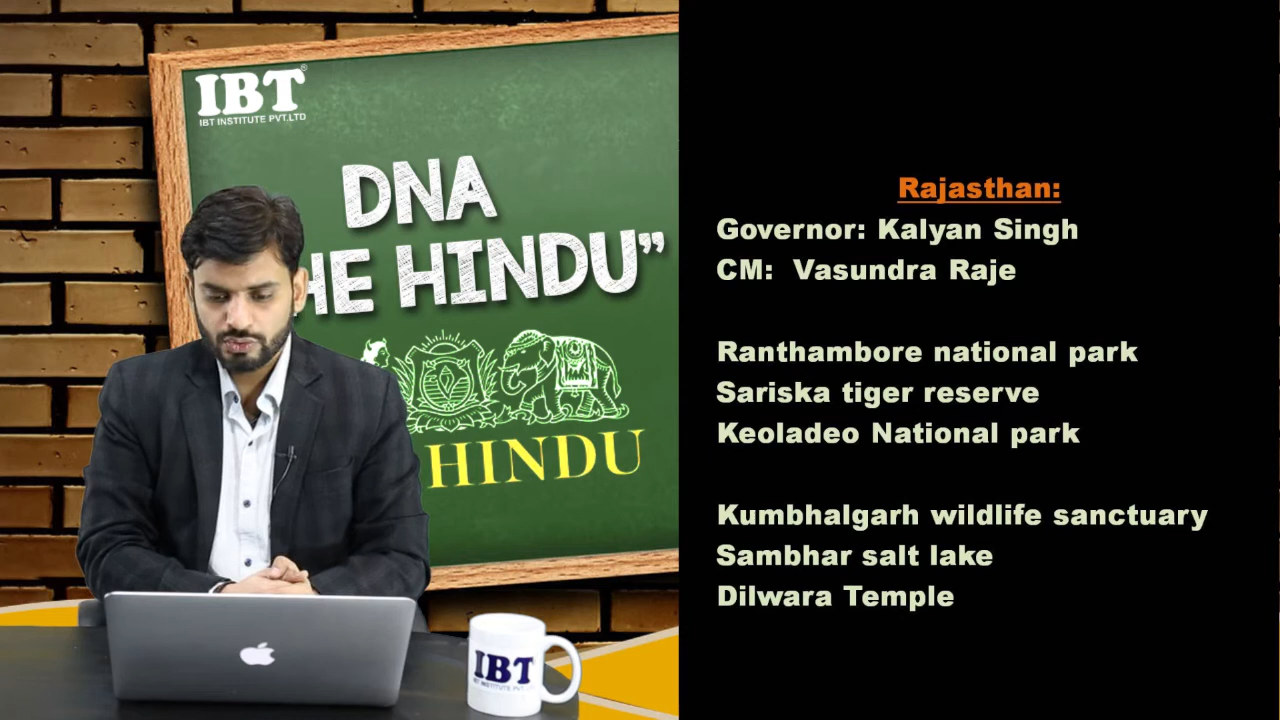 IBT
IBT INSTITUTE PVT.LTD
DNA
HE HINDU”
HINDU
IBT
Rajasthan:
Governor: Kalyan Singh
CM: Vasundra Raje
Ranthambore national park
Sariska tiger reserve
Keoladeo National park
Kumbhalgarh wildlife sanctuary
Sambhar salt lake
Dilwara Temple